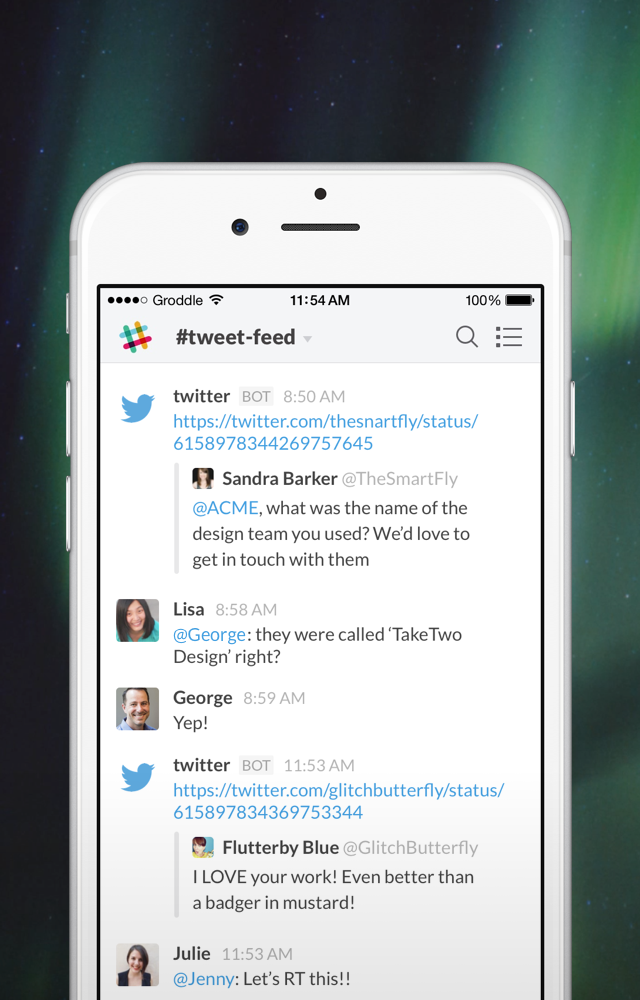 Groddle 11:54 AM 100%
#tweet-feed
twitter BOT 8:50 AM
https://twitter.com/thesnartfly/status/
6158978344269757645
Sandra Barker @TheSmartFly
@ACME, what was the name of the
design team you used? We’d love to
get in touch with them
Lisa 8:58 AM
@George: they were called ‘TakeTwo
Design’ right?
George 8:59 AM
Yep!
twitter BOT 11:53 AM
https://twitter.com/glitchbutterfly/status/
615897834369753344
Flutterby Blue @GlitchButterfly
I LOVE your work! Even better than
a badger in mustard!
Julie 11:53 AM
@Jenny: Let’s RT this!!